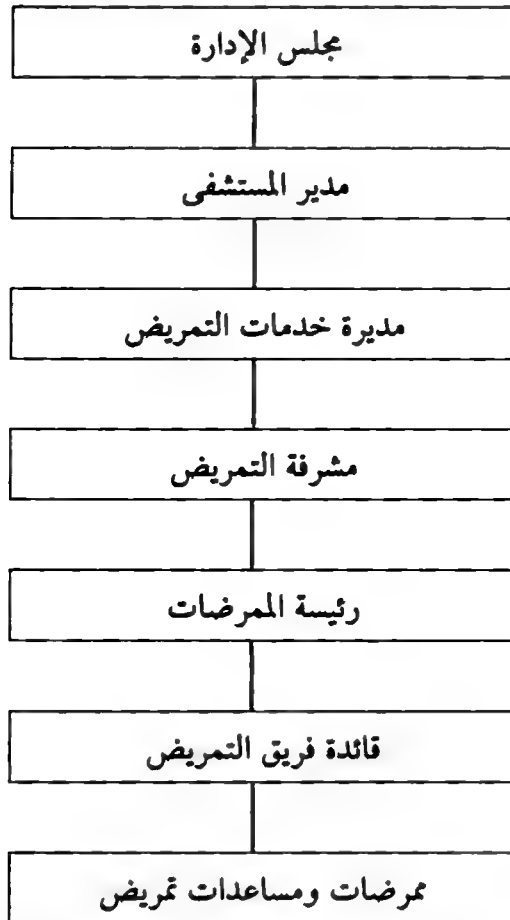 مجلس الإدارة
مدير المستشفى
مديرة خدمات التمريض
مشرفة التمريض
رئيسة الممرضات
قائدة فريق التمريض
ممرضات ومساعدات تمريض